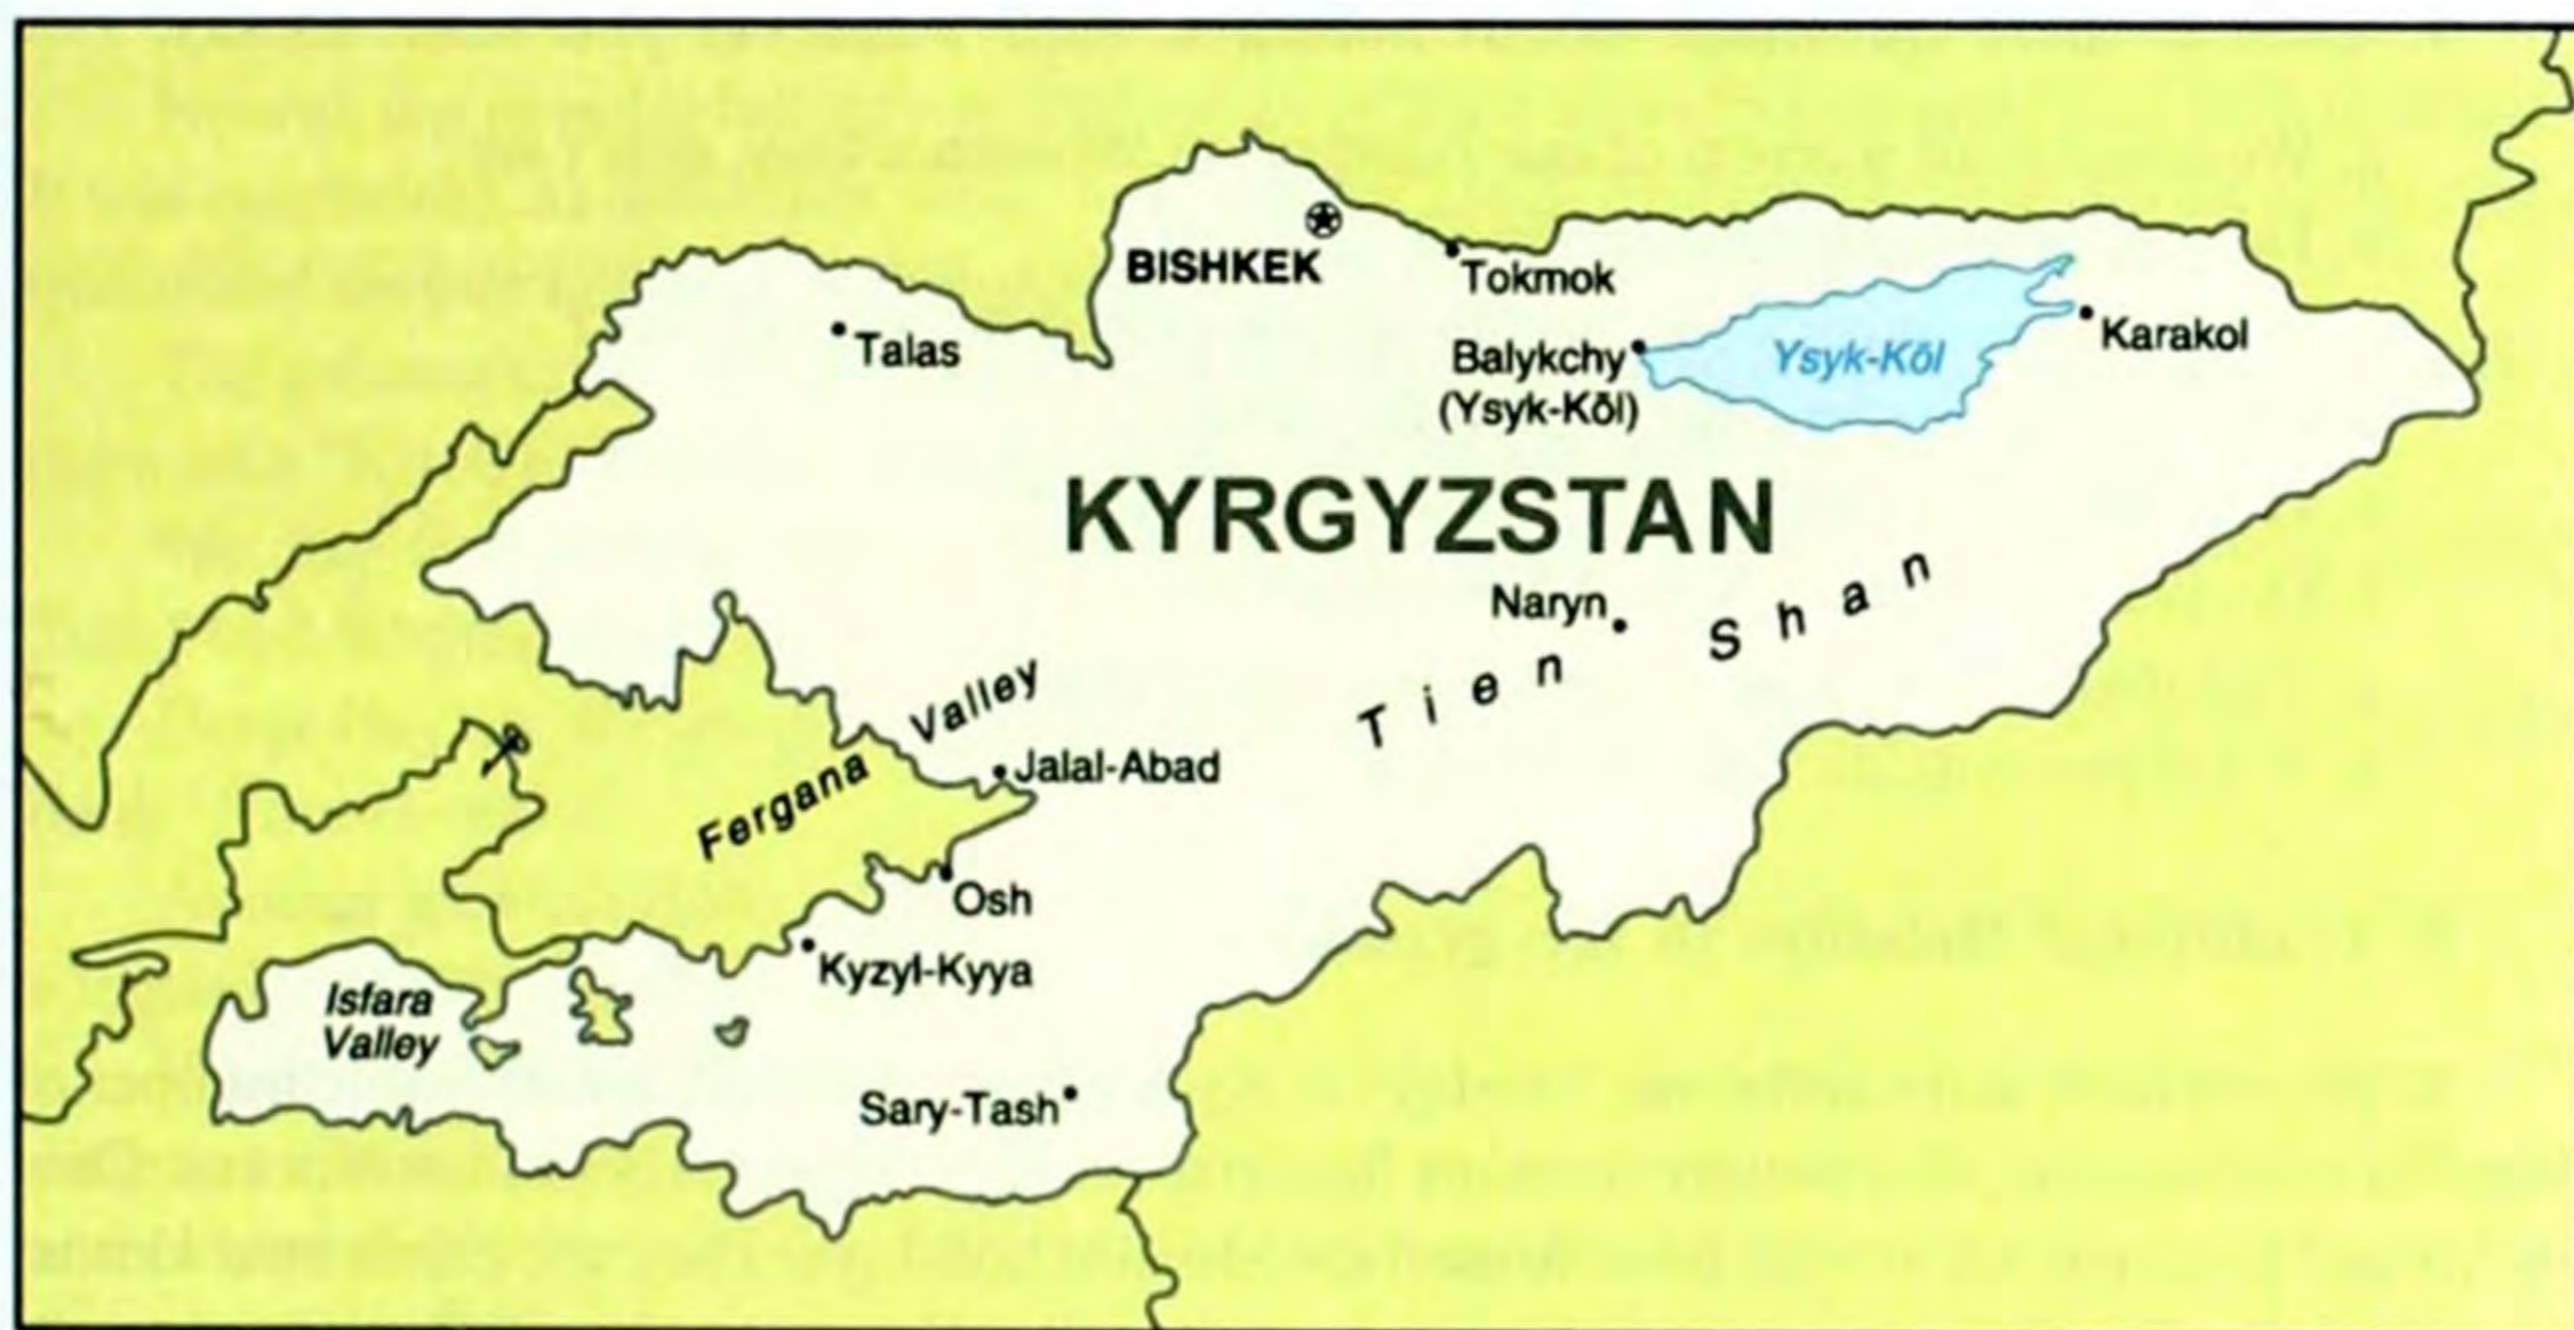 BISHKEK
Tokmok
Talas
Balykchy
(Ysyk-Köl)
Ysyk-Köl
Karakol
KYRGYZSTAN
Naryn
Tien Shan
Fergana Valley
Jalal-Abad
Osh
Kyzyl-Kyya
Isfara
Valley
Sary-Tash